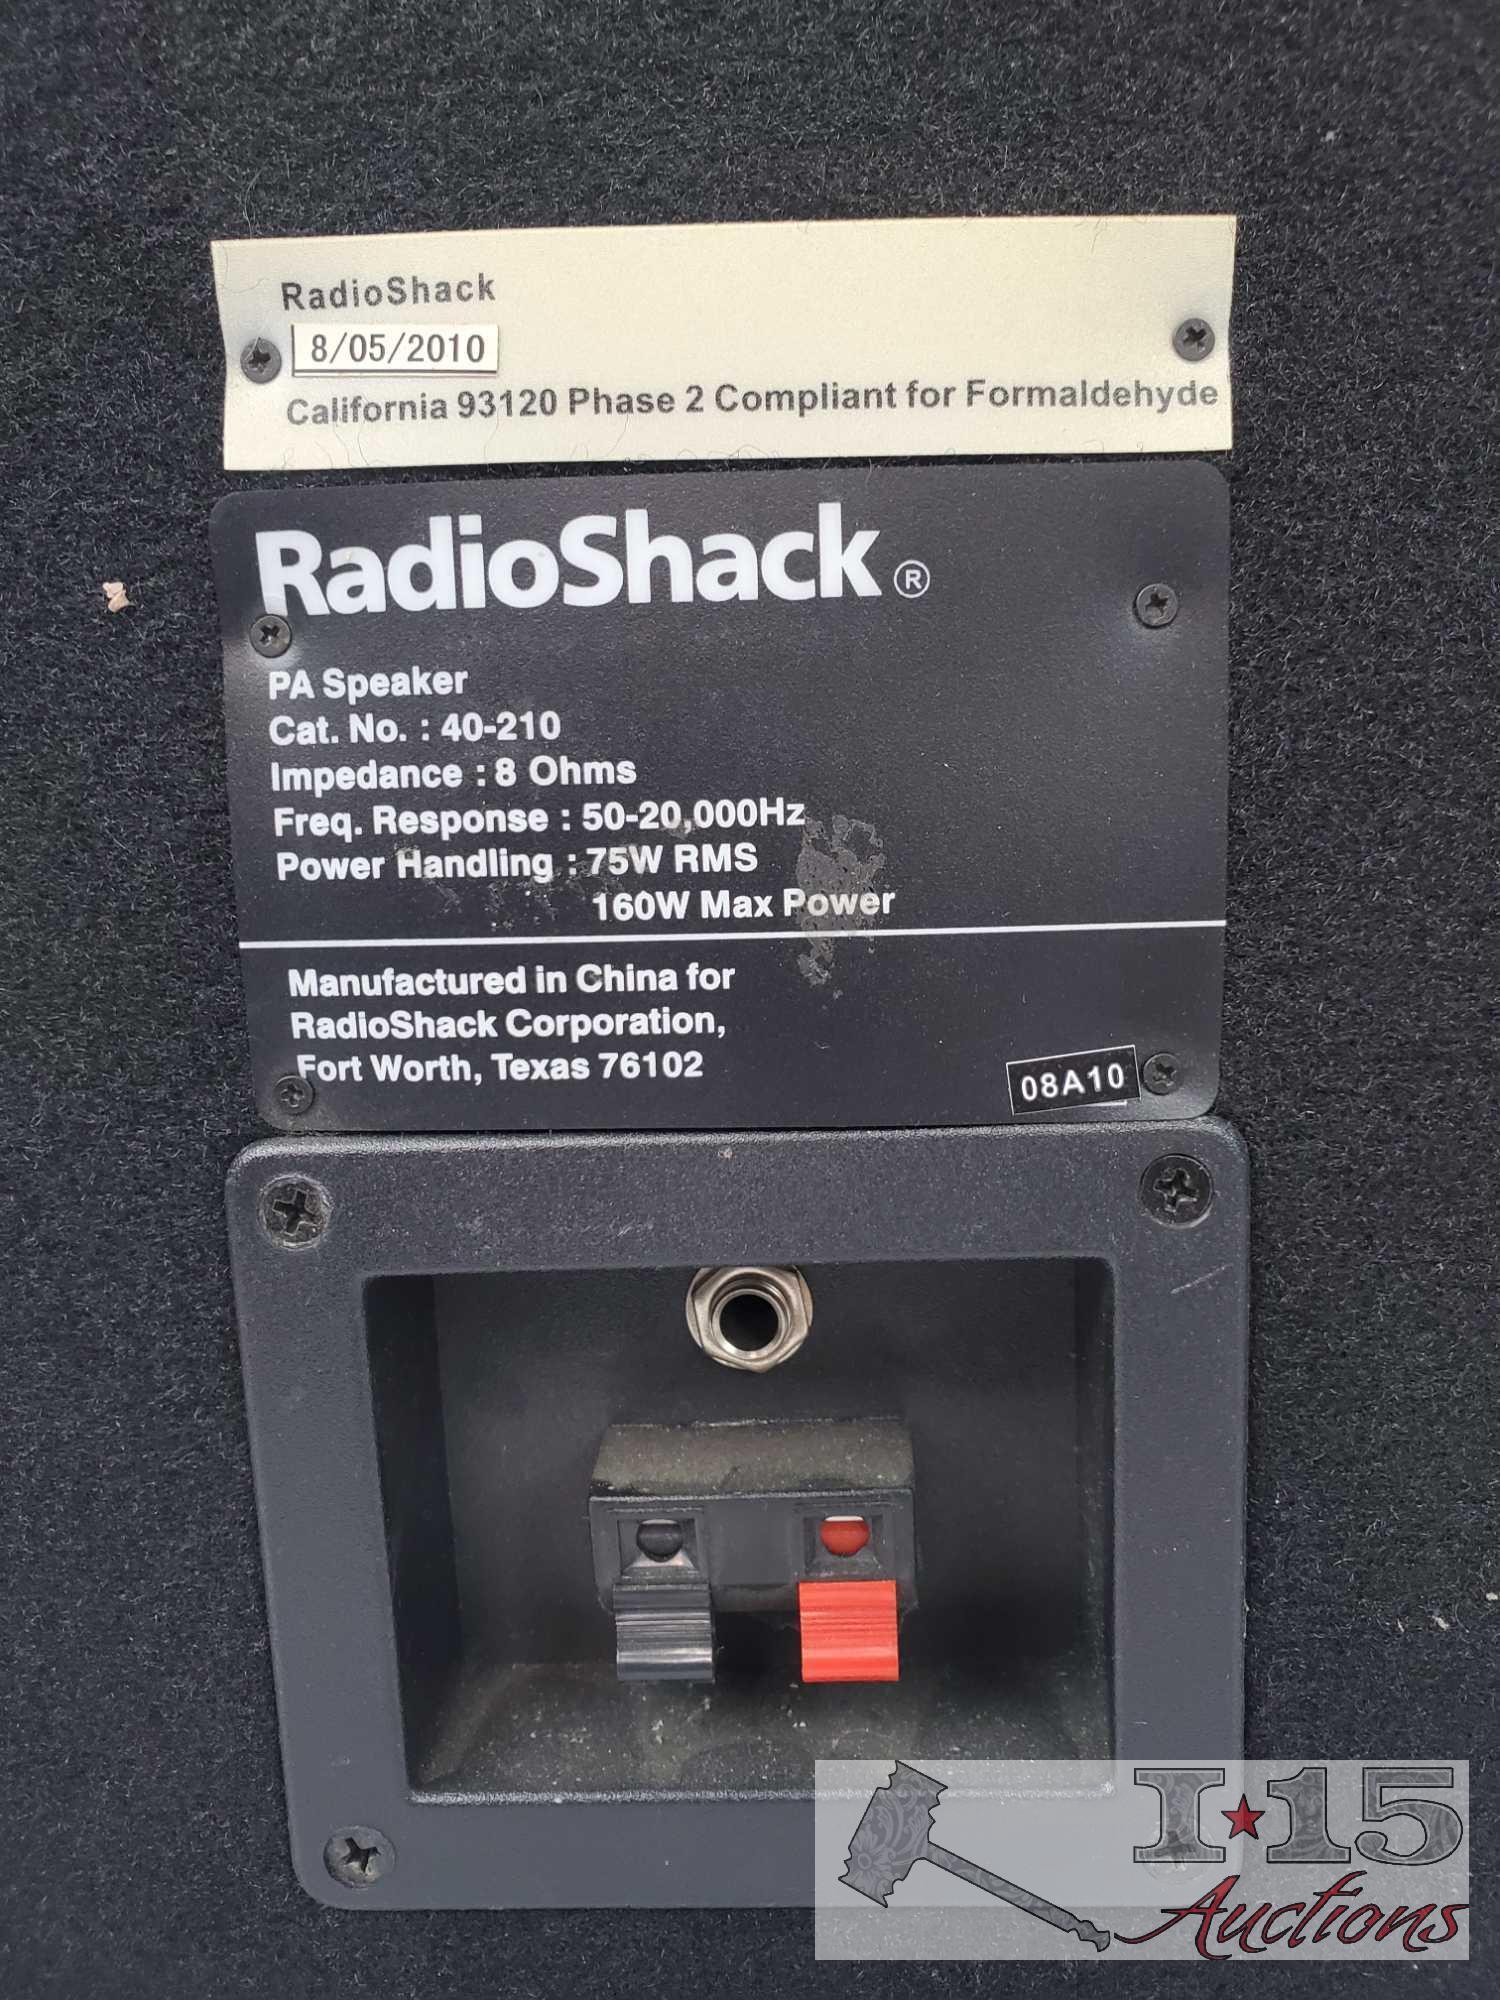 RadioShack
8/05/2010
California 93120 Phase 2 Compliant for Formaldehyde
RadioShack®
PA Speaker
Cat. No. : 40-210
Impedance : 8 Ohms
Freq. Response : 50-20,000Hz
Power Handling : 75W RMS
160W Max Power
Manufactured in China for
RadioShack Corporation,
Fort Worth, Texas 76102
08A10
I★15
Auctions